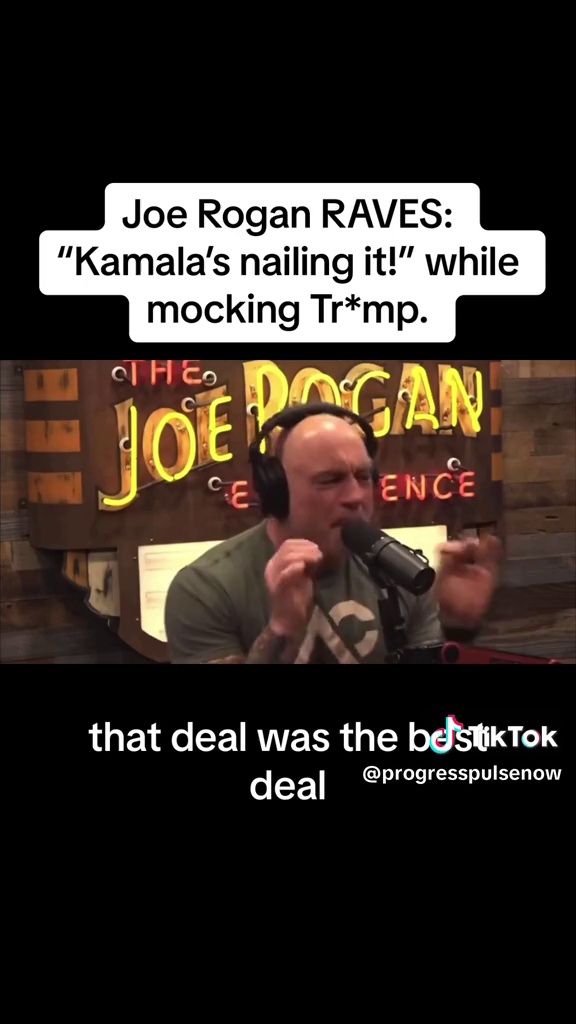 Joe Rogan RAVES:
“Kamala’s nailing it!” while
mocking Tr*mp.
THE
JOE ROGAN
E ENCE
C
that deal was the best
TikTok
deal
@progresspulsenow